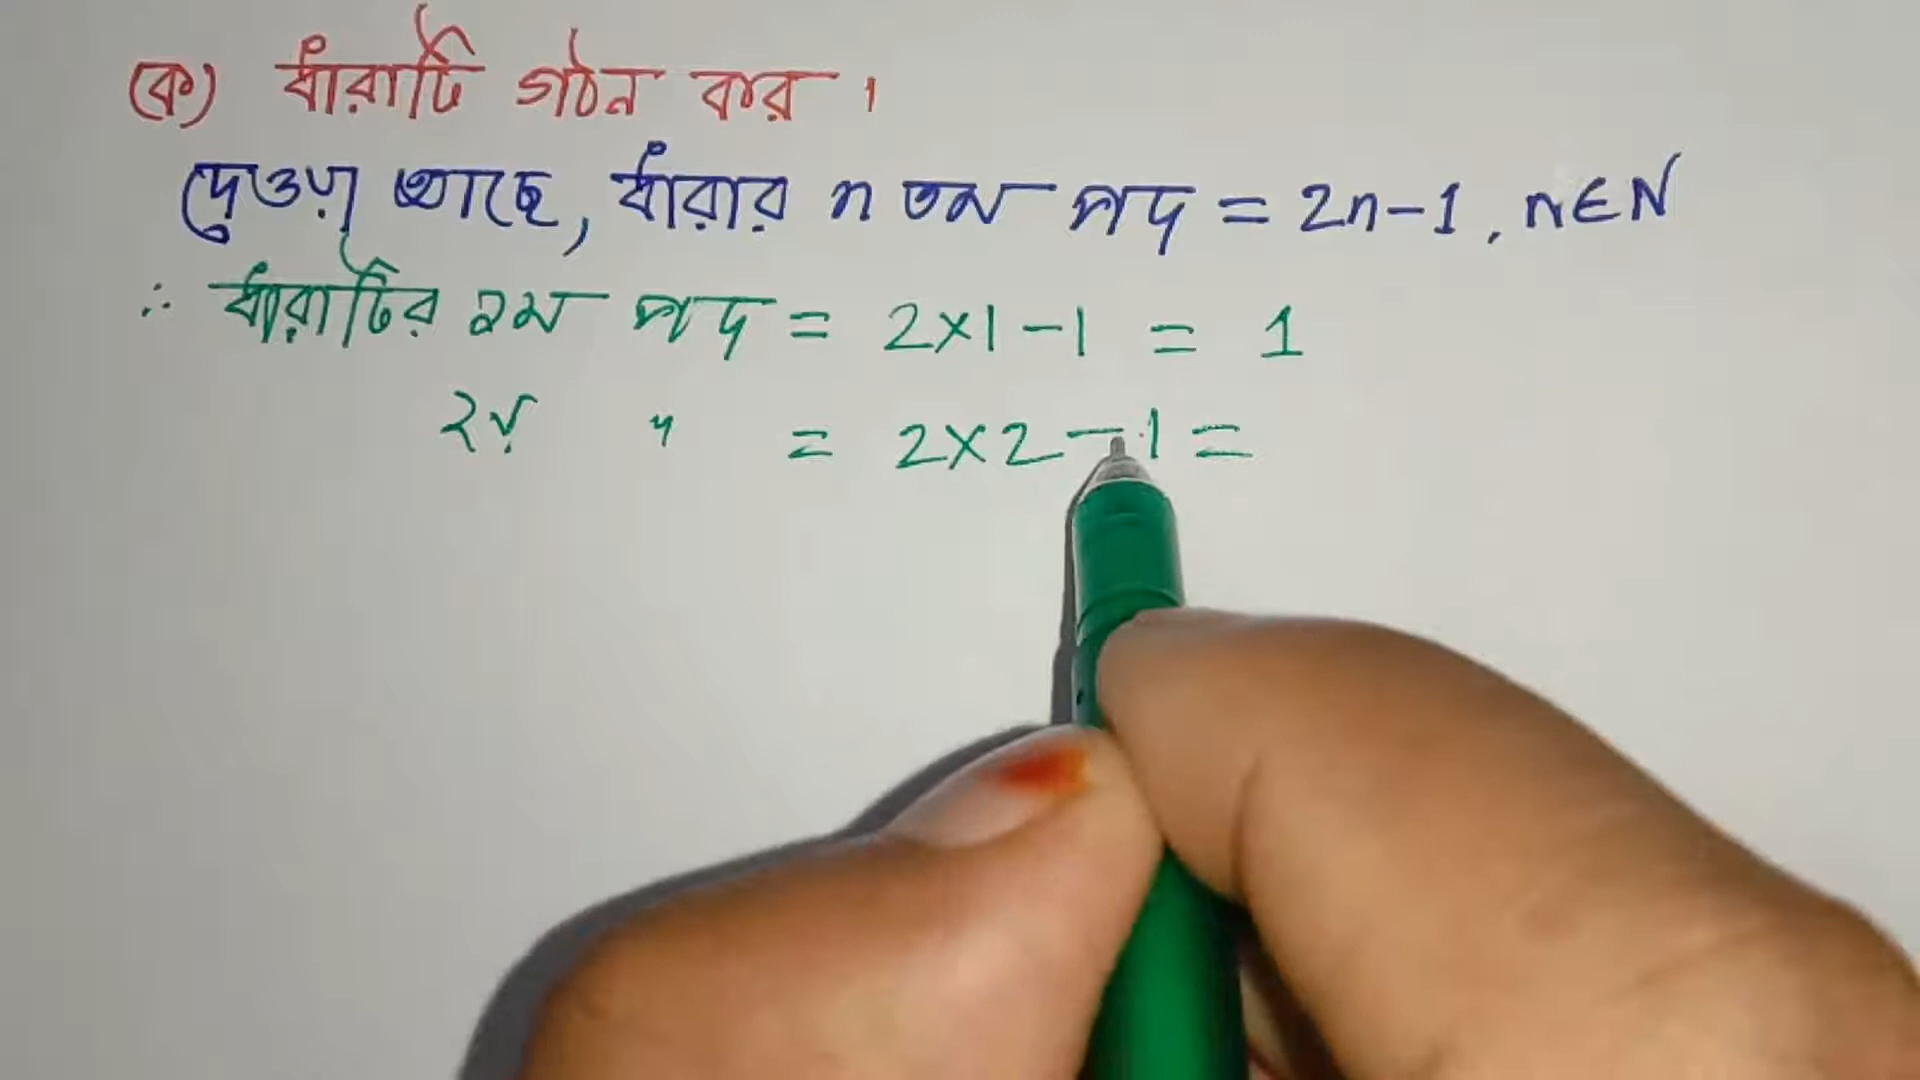 (ক) ধারাটি গঠন কর ।
দেওয়া আছে, ধারার n তম পদ = 2n-1, n∈N
∴ ধারাটির ১ম পদ = 2×1-1 = 1
২য় " = 2×2-1 =